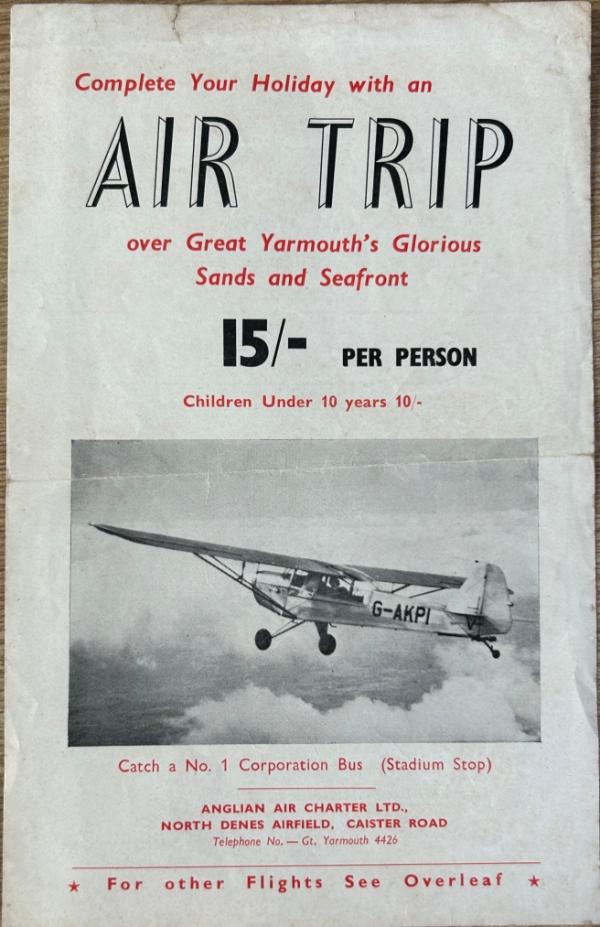 Complete Your Holiday with an
AIR TRIP
over Great Yarmouth's Glorious
Sands and Seafront
15/- PER PERSON
Children Under 10 years 10/-
G-AKPI
Catch a No. 1 Corporation Bus (Stadium Stop)
ANGLIAN AIR CHARTER LTD.,
NORTH DENES AIRFIELD, CAISTER ROAD
Telephone No. — Gt. Yarmouth 4426
★ For other Flights See Overleaf ★